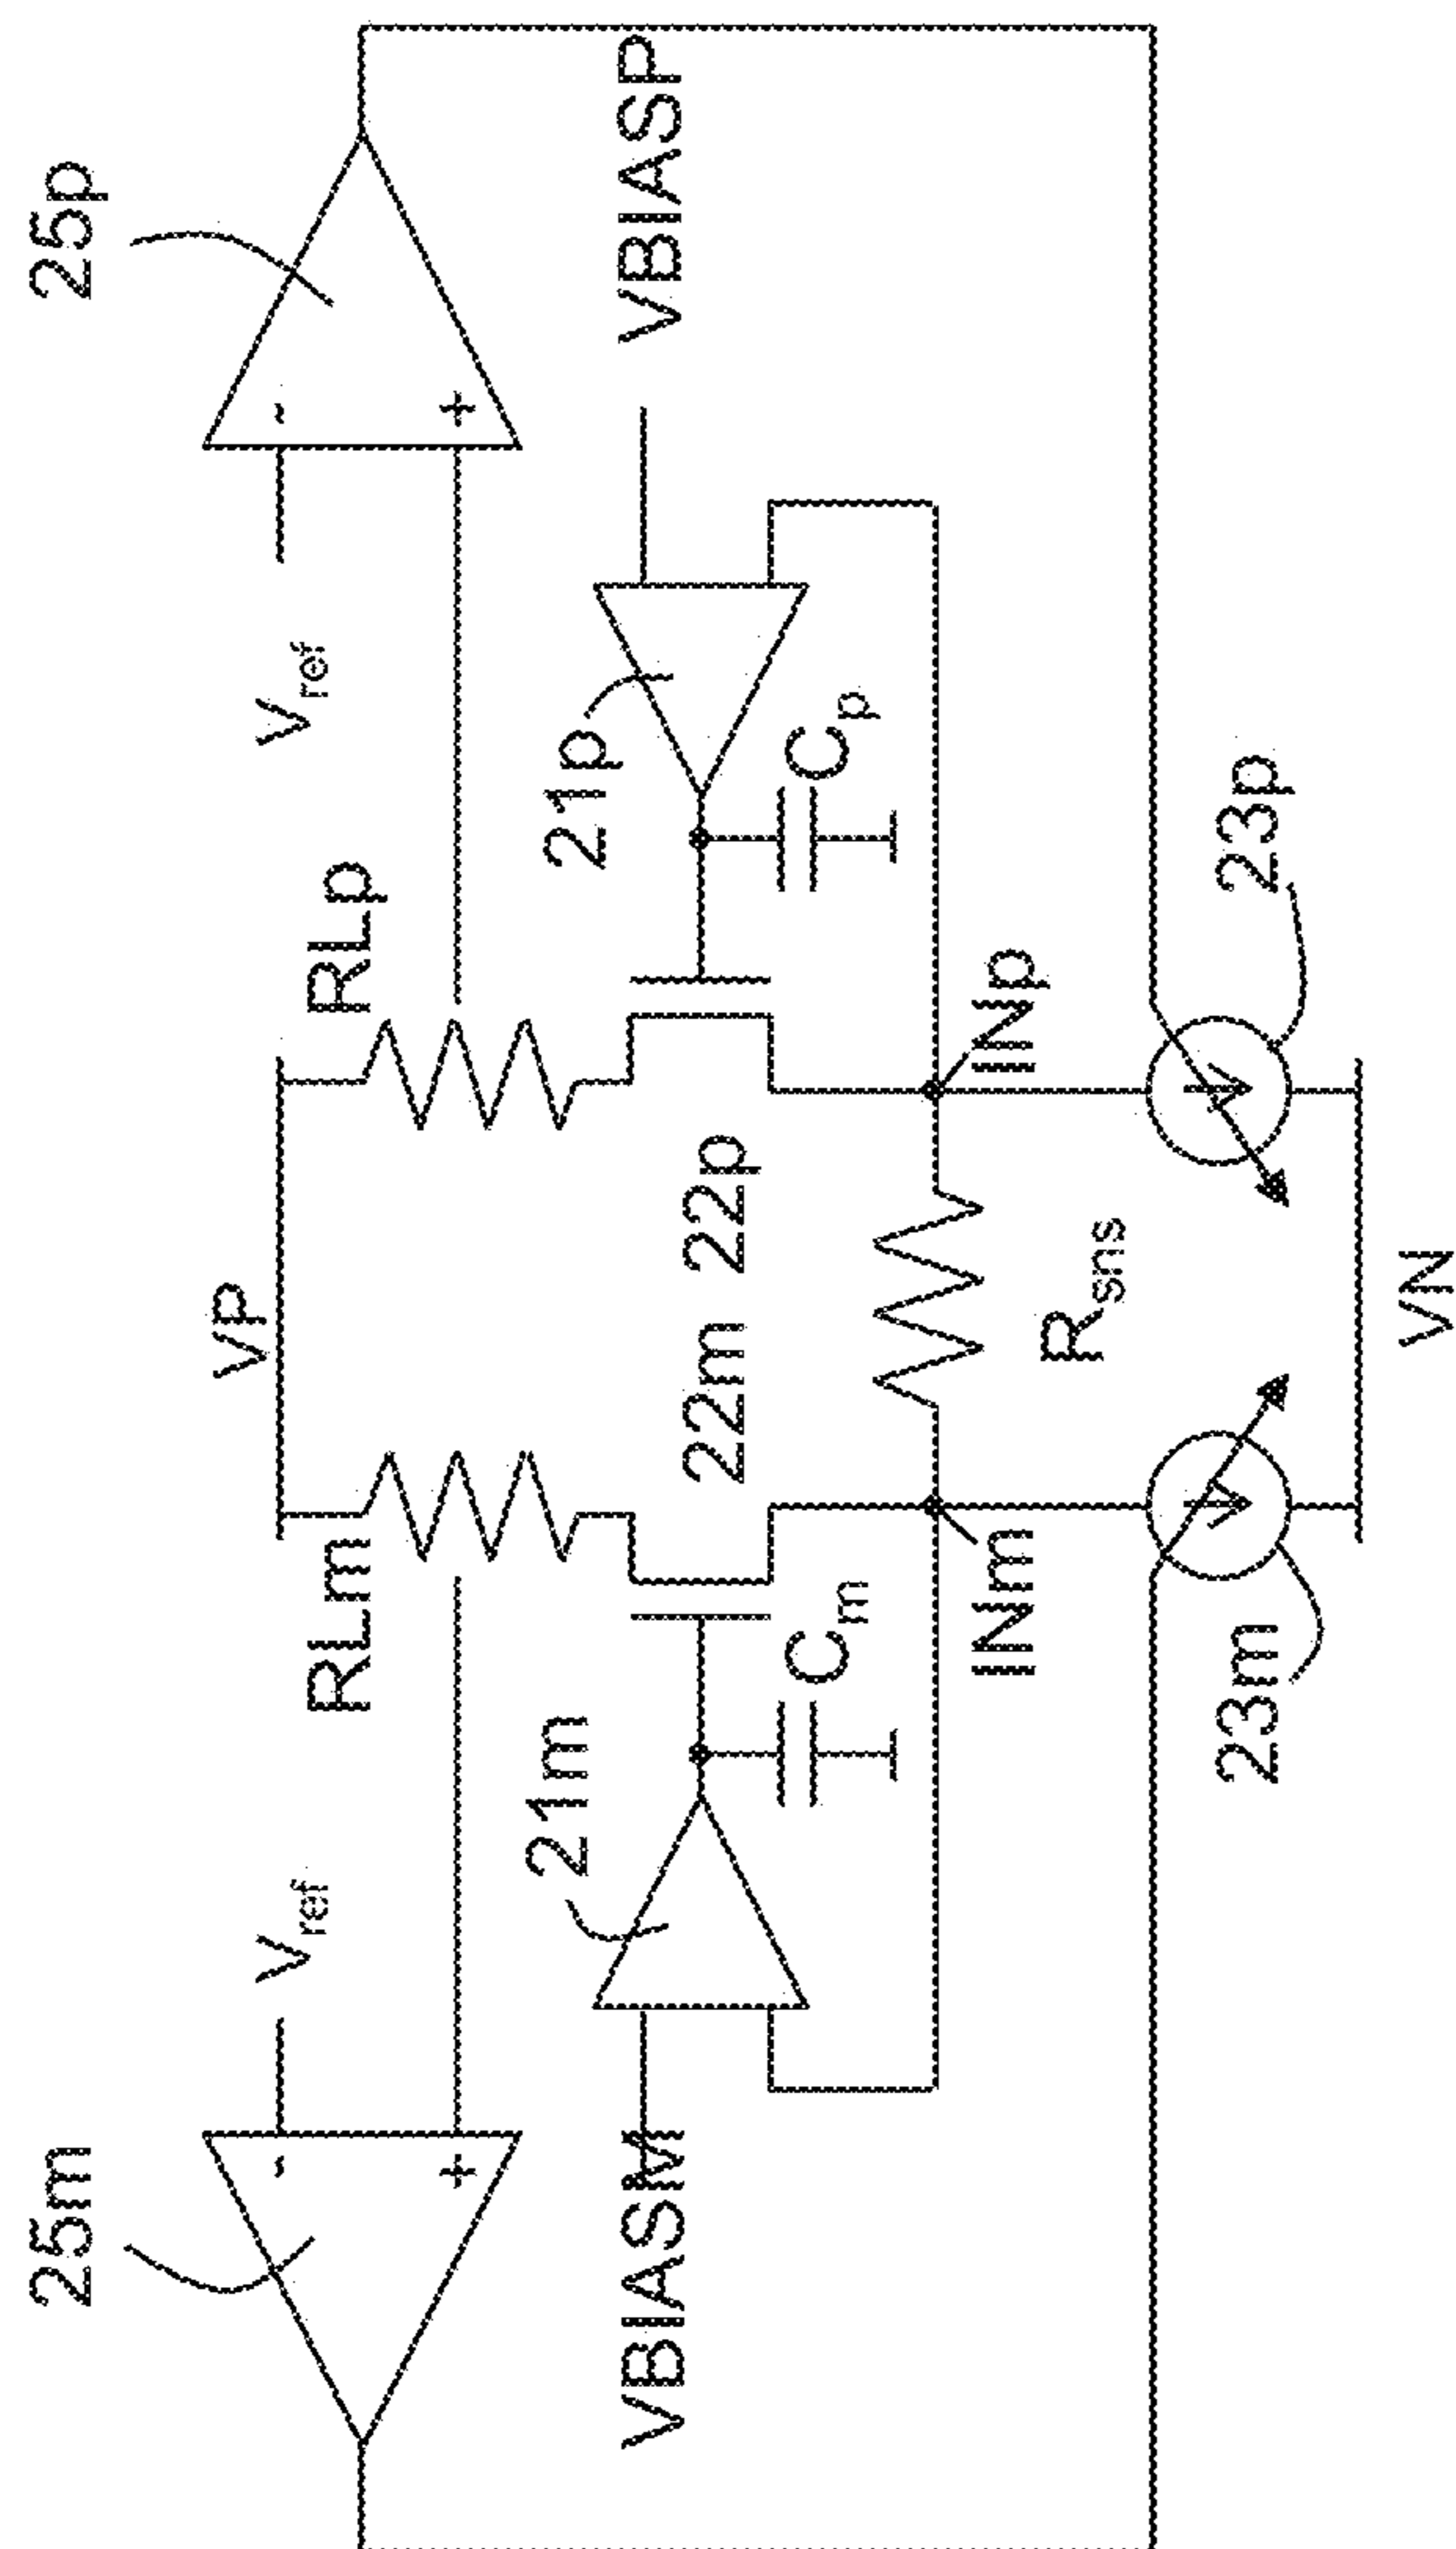 25m
25p
Vref
Vref
VP
RLm
RLp
21m
21p
VBIASM
VBIASP
22m 22p
Cm
Cp
INm
INp
Rsns
23m
23p
VN
- +
- +